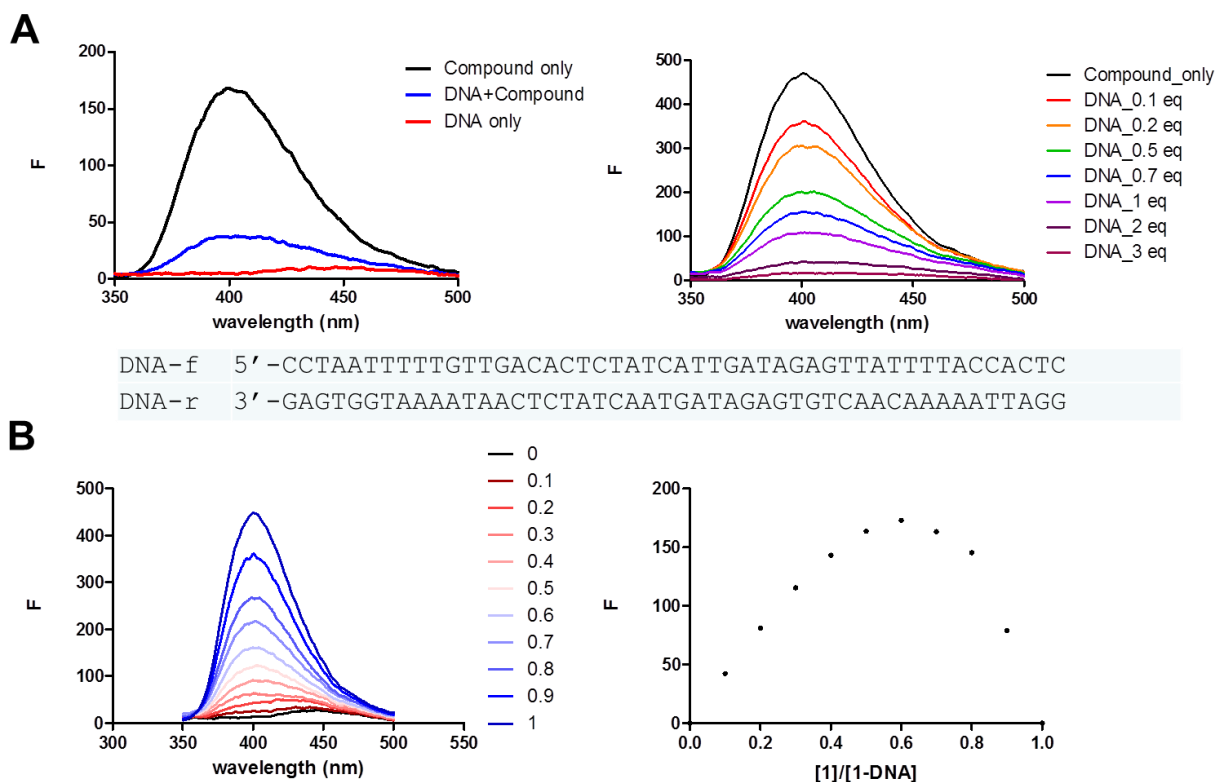 A
200
150
100
50
0
F
350
400
450
500
wavelength (nm)
Compound only
DNA+Compound
DNA only
500
400
300
200
100
0
F
350
400
450
500
wavelength (nm)
Compound_only
DNA_0.1 eq
DNA_0.2 eq
DNA_0.5 eq
DNA_0.7 eq
DNA_1 eq
DNA_2 eq
DNA_3 eq
DNA-f 5’-CCTAATTTTTGTTGACACTCTATCATTGATAGAGTTATTTTACCACTC
DNA-r 3’-GAGTGGTAAAATAACTCTATCAATGATAGAGTGTCAACAAAAATTAGG
B
500
400
300
200
100
0
F
300
350
400
450
500
550
wavelength (nm)
0
0.1
0.2
0.3
0.4
0.5
0.6
0.7
0.8
0.9
1
200
150
100
50
0
F
0.0
0.2
0.4
0.6
0.8
1.0
[1]/[1-DNA]